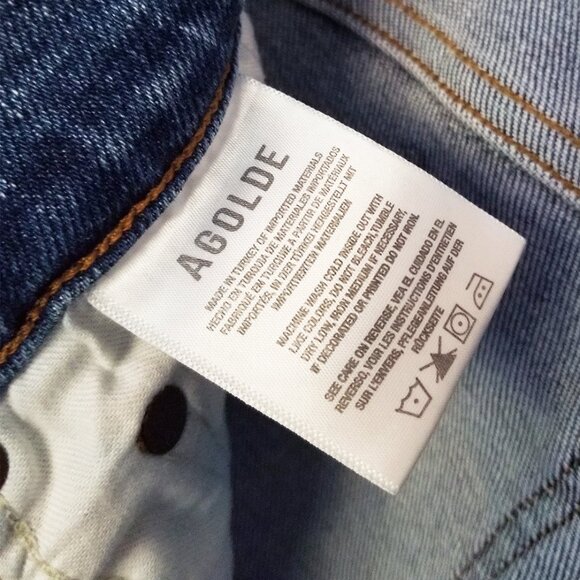 AGOLDE
MADE IN TURKEY OF IMPORTED MATERIALS
HECHO EN TURQUIA DE MATERIALES IMPORTADOS
FABRIQUÉ EN TURQUIE À PARTIR DE MATERIAUX
IMPORTÉS. IN DER TÜRKEI HERGESTELLT MIT
IMPORTIERTEN MATERIALIEN
MACHINE WASH COLD INSIDE OUT WITH
LIKE COLORS, DO NOT BLEACH TUMBLE
DRY LOW, IRON MEDIUM IF NECESSARY
IF DECORATED OR PRINTED DO NOT IRON.
SEE CARE ON REVERSE VEA EL CUIDADO EN EL
REVERSO, VOIR LES INSTRUCTIONS D'ENTRETIEN
SUR L'ENVERS, PFLEGEANLEITUNG AUF DER
RÜCKSEITE